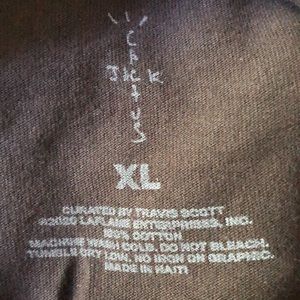 CACTUS
JACK
XL
CURATED BY TRAVIS SCOTT
©2020 LAFLAME ENTERPRISES, INC.
100% COTTON
MACHINE WASH COLD. DO NOT BLEACH.
TUMBLE DRY LOW, NO IRON ON GRAPHIC.
MADE IN HAITI